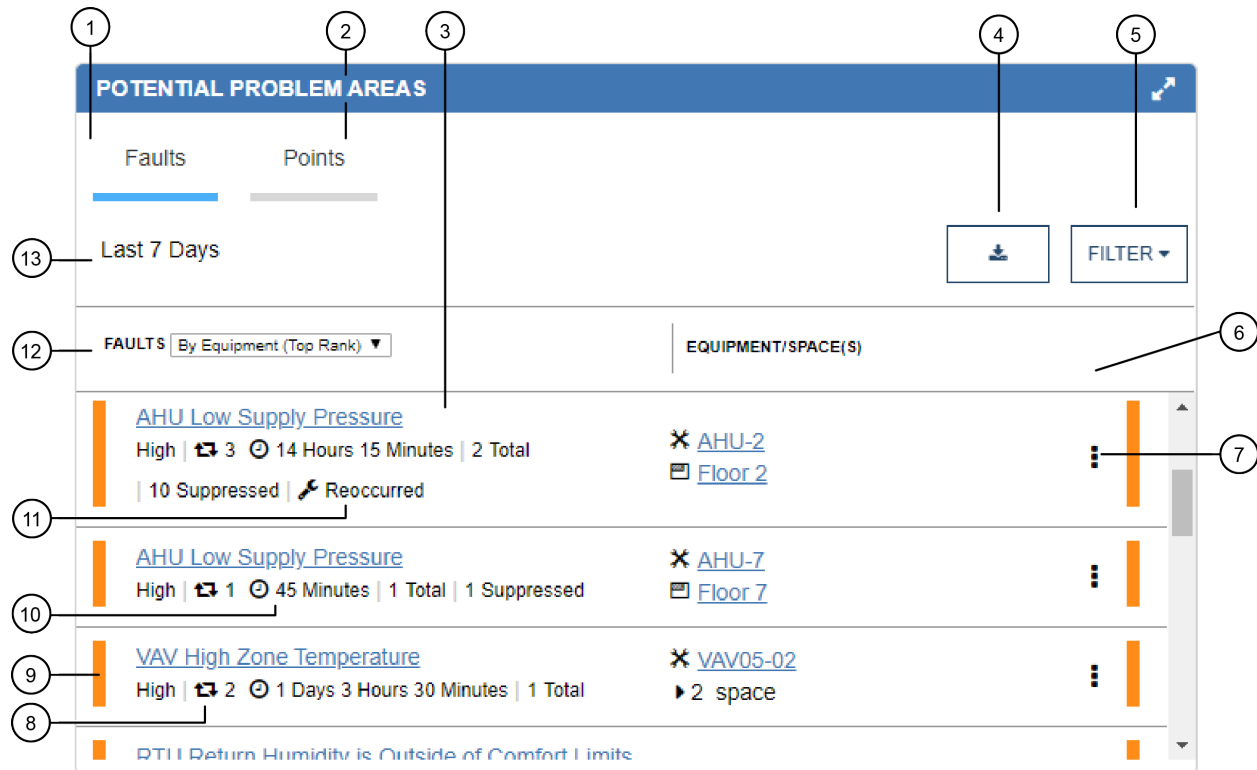 1 2 3 4 5
POTENTIAL PROBLEM AREAS
Faults Points
13 Last 7 Days FILTER
12 FAULTS By Equipment (Top Rank) EQUIPMENT/SPACE(S) 6
AHU Low Supply Pressure
High | 3 14 Hours 15 Minutes | 2 Total
AHU-2 7
Floor 2
| 10 Suppressed | Reoccurred
11
AHU Low Supply Pressure
AHU-7
High | 1 45 Minutes | 1 Total | 1 Suppressed
Floor 7
10
VAV High Zone Temperature
VAV05-02
9
High | 2 1 Days 3 Hours 30 Minutes | 1 Total
2 space
8
RTU Return Humidity is Outside of Comfort Limits